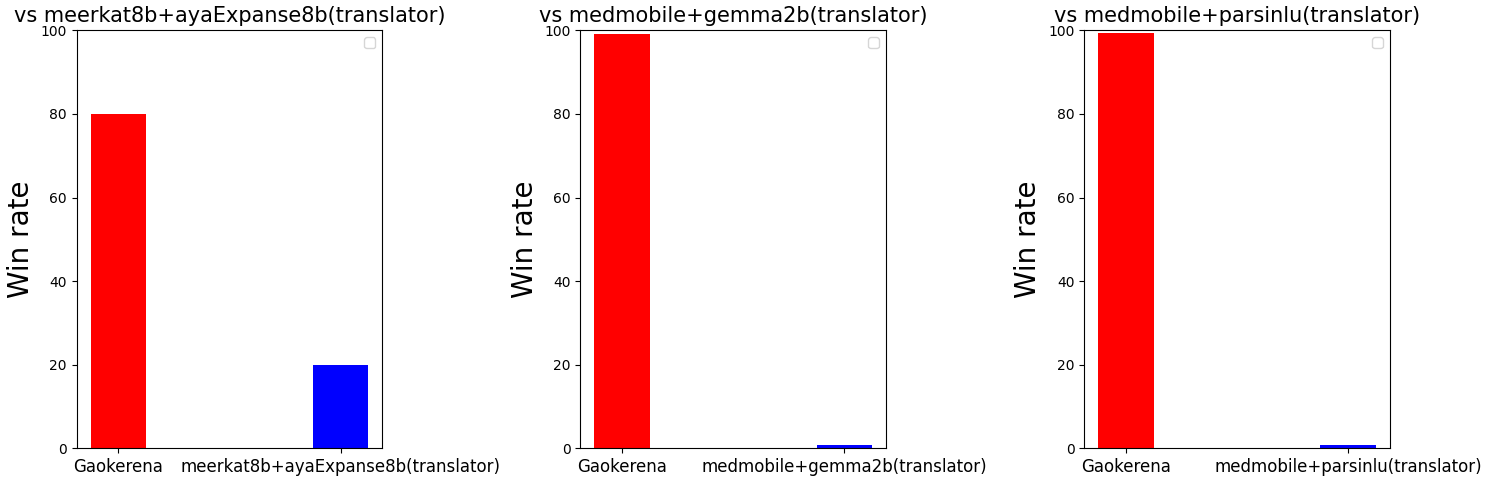 vs meerkat8b+ayaExpanse8b(translator)
100
80
60
40
20
0
Win rate
Gaokerena
meerkat8b+ayaExpanse8b(translator)
vs medmobile+gemma2b(translator)
100
80
60
40
20
0
Win rate
Gaokerena
medmobile+gemma2b(translator)
vs medmobile+parsinlu(translator)
100
80
60
40
20
0
Win rate
Gaokerena
medmobile+parsinlu(translator)